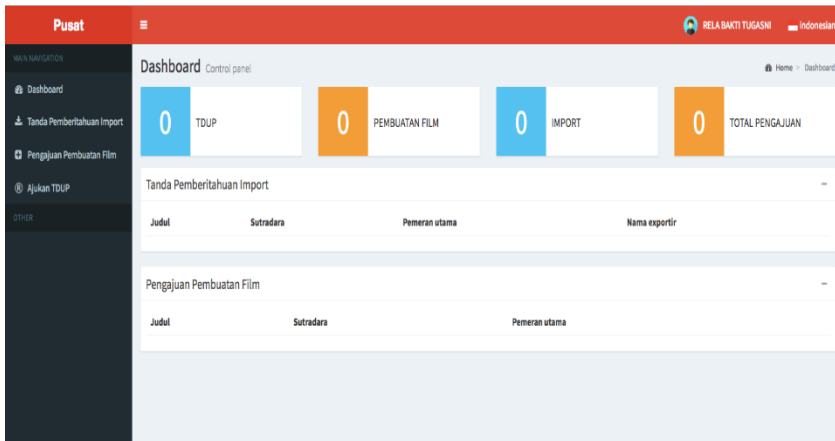 Pusat
RELA BAKTI TUGASNI Indonesian
MAIN NAVIGATION
Dashboard
Tanda Pemberitahuan Import
Pengajuan Pembuatan Film
Ajukan TDUP
OTHER
Dashboard Control panel
Home > Dashboard
0 TDUP
0 PEMBUATAN FILM
0 IMPORT
0 TOTAL PENGAJUAN
Tanda Pemberitahuan Import
Judul Sutradara Pemeran utama Nama exportir
Pengajuan Pembuatan Film
Judul Sutradara Pemeran utama